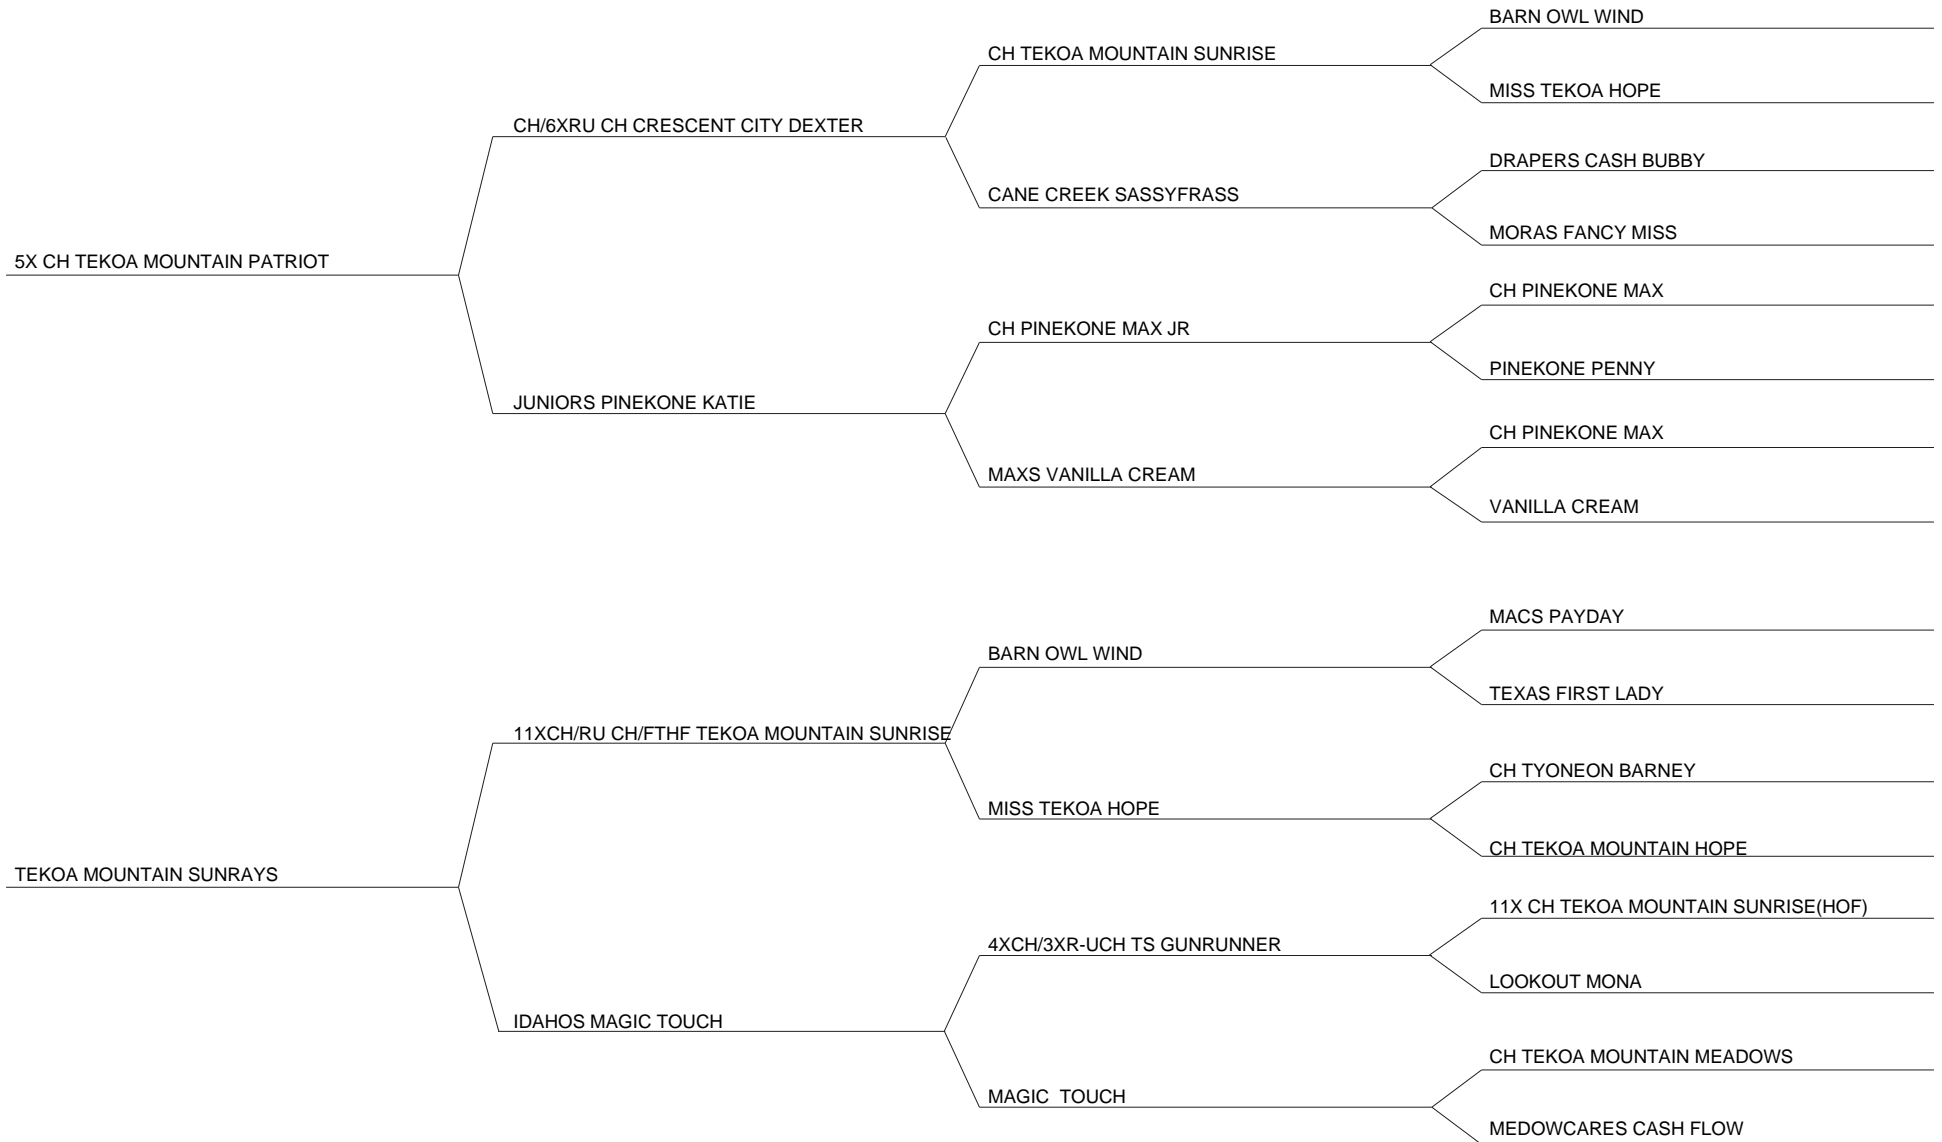 BARN OWL WIND
CH TEKOA MOUNTAIN SUNRISE
MISS TEKOA HOPE
CH/6XRU CH CRESCENT CITY DEXTER
DRAPERS CASH BUBBY
CANE CREEK SASSYFRASS
MORAS FANCY MISS
5X CH TEKOA MOUNTAIN PATRIOT
CH PINEKONE MAX
CH PINEKONE MAX JR
PINEKONE PENNY
JUNIORS PINEKONE KATIE
CH PINEKONE MAX
MAXS VANILLA CREAM
VANILLA CREAM
MACS PAYDAY
BARN OWL WIND
TEXAS FIRST LADY
11XCH/RU CH/FTHF TEKOA MOUNTAIN SUNRISE
CH TYONEON BARNEY
MISS TEKOA HOPE
CH TEKOA MOUNTAIN HOPE
TEKOA MOUNTAIN SUNRAYS
11X CH TEKOA MOUNTAIN SUNRISE(HOF)
4XCH/3XR-UCH TS GUNRUNNER
LOOKOUT MONA
IDAHOS MAGIC TOUCH
CH TEKOA MOUNTAIN MEADOWS
MAGIC  TOUCH
MEDOWCARES CASH FLOW